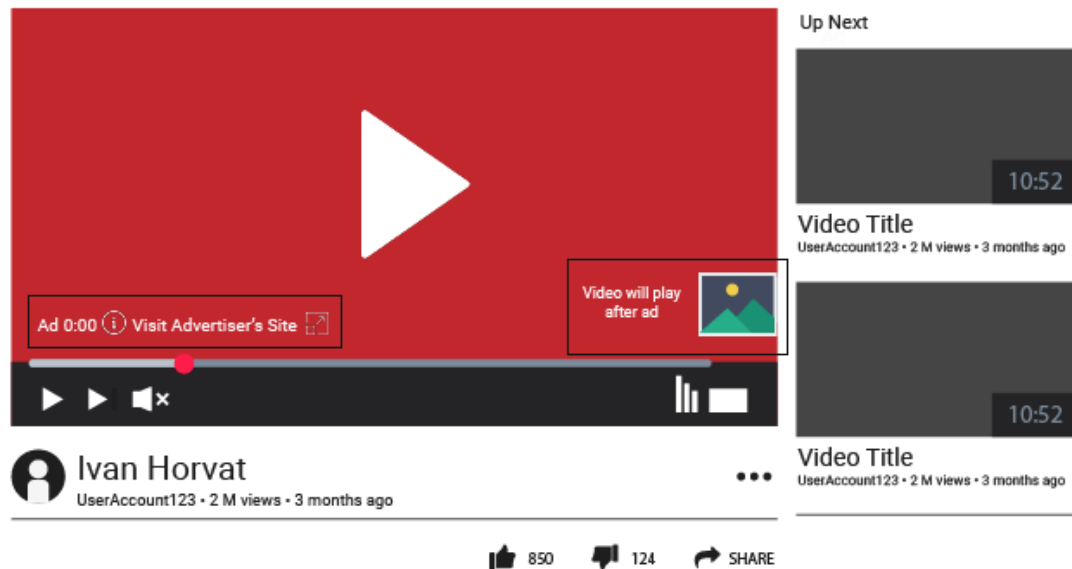 Up Next
10:52
Video Title
UserAccount123 • 2 M views • 3 months ago
Video will play
after ad
Ad 0:00 i Visit Advertiser's Site
10:52
Ivan Horvat
UserAccount123 • 2 M views • 3 months ago
Video Title
UserAccount123 • 2 M views • 3 months ago
850
124
SHARE